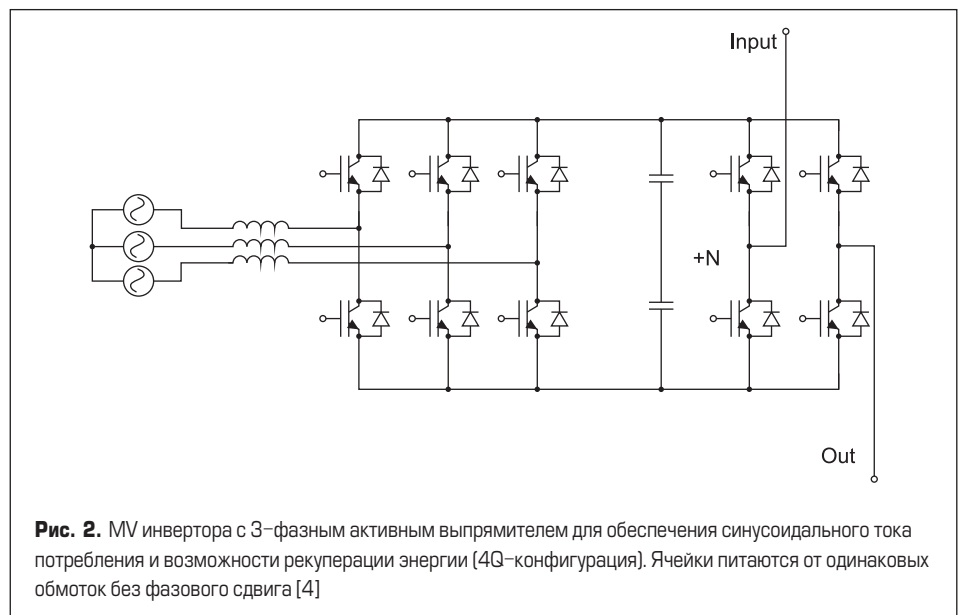 Input
+N
Out
Рис. 2. MV инвертора с 3-фазным активным выпрямителем для обеспечения синусоидального тока
потребления и возможности рекуперации энергии (4Q-конфигурация). Ячейки питаются от одинаковых
обмоток без фазового сдвига [4]